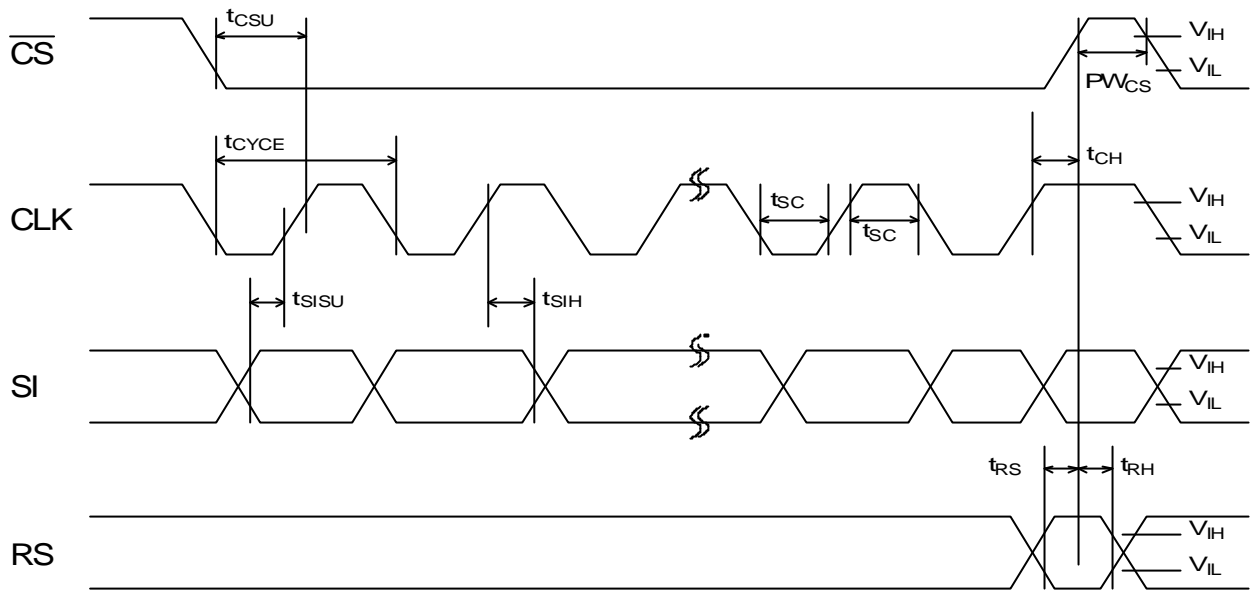 tCSU
CS
VIH
VIL
PWCS
tCYCE
tCH
CLK
tSC
tSC
VIH
VIL
tSISU
tSIH
SI
VIH
VIL
tRS
tRH
RS
VIH
VIL